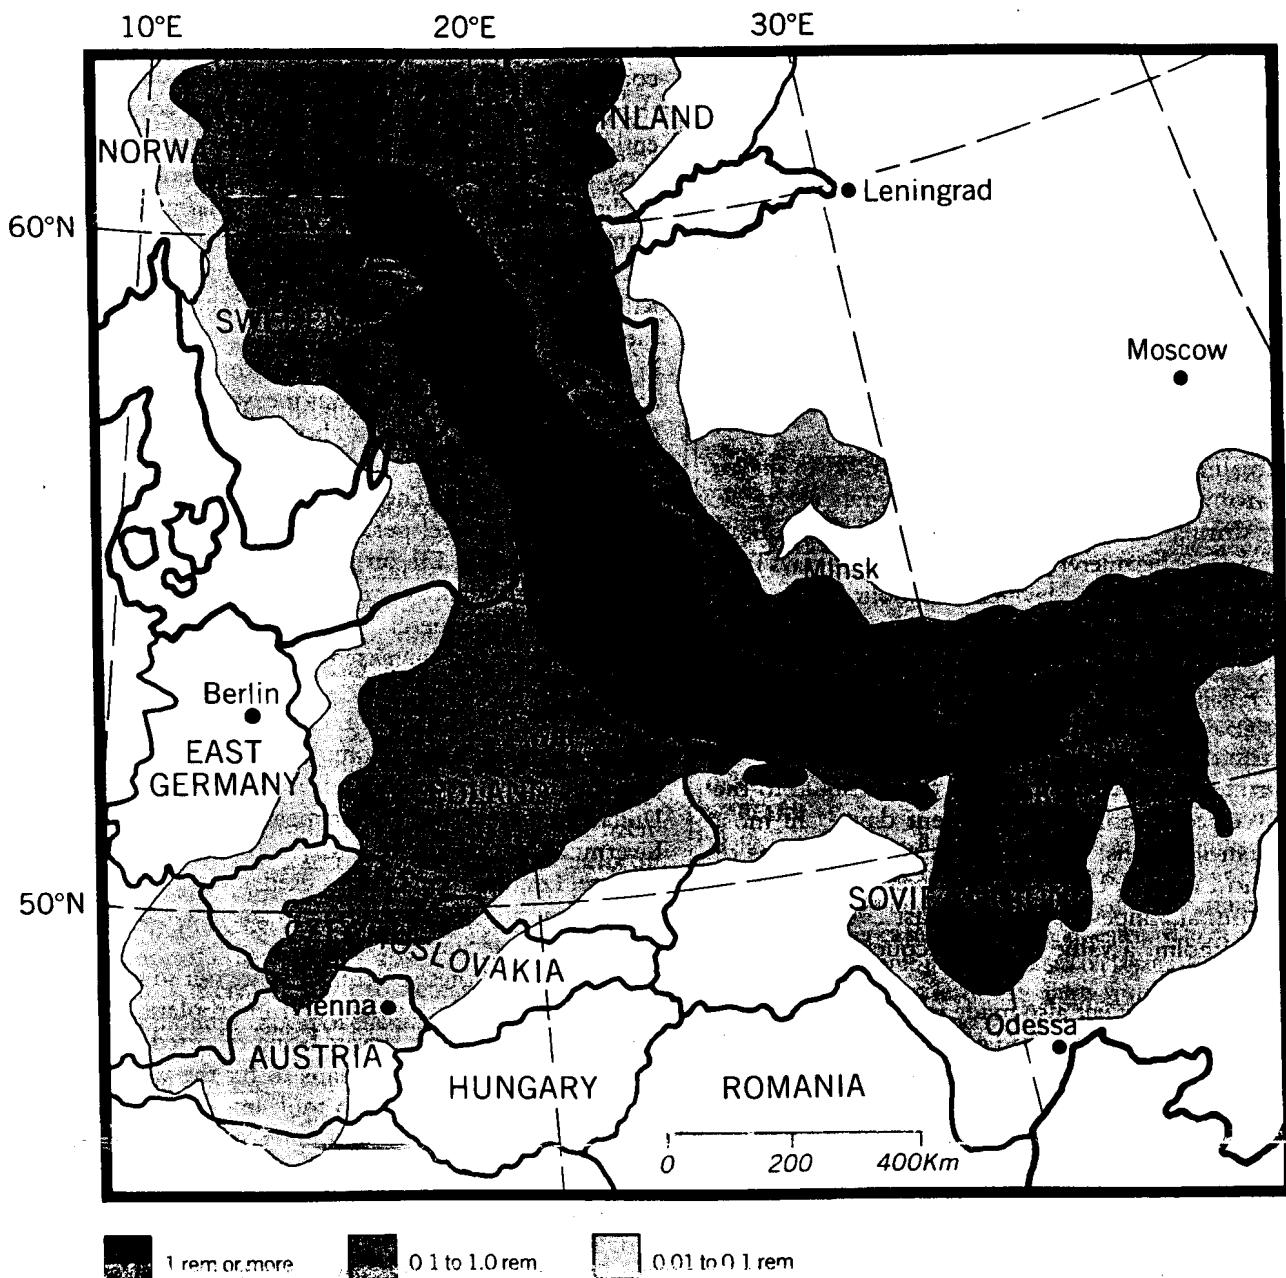 10°E 20°E 30°E
INLAND
NORW
Leningrad
60°N
SW
Moscow
Minsk
Berlin
EAST
GERMANY
50°N
SOVI
OSLOVAKIA
Vienna
Odessa
AUSTRIA
HUNGARY ROMANIA
0 200 400Km
1 rem or more 0.1 to 1.0 rem 0.01 to 0.1 rem